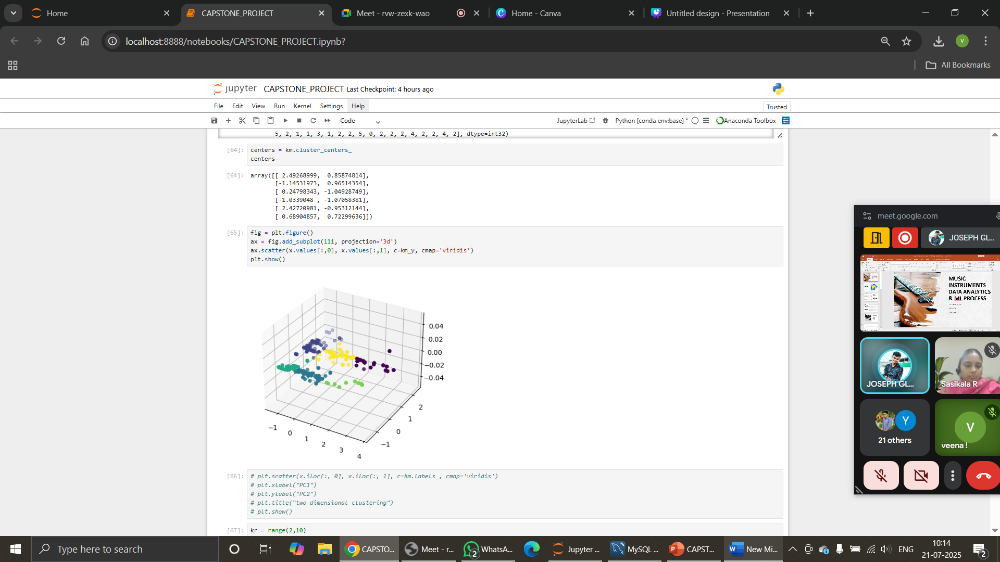 Home
CAPSTONE_PROJECT
Meet - rvw-zexk-wao
Home - Canva
Untitled design - Presentation
localhost:8888/notebooks/CAPSTONE_PROJECT.ipynb?
V
All Bookmarks
jupyter CAPSTONE_PROJECT Last Checkpoint: 4 hours ago
File Edit View Run Kernel Settings Help
Trusted
Code
JupyterLab
Python [conda env:base] *
Anaconda Toolbox
5, 2, 1, 1, 3, 1, 2, 2, 5, 0, 2, 2, 2, 4, 2, 2, 4, 2], dtype=int32)
[64]: centers = km.cluster_centers_
centers
[64]: array([[ 2.49268999, 0.85874814],
[-1.14531973, 0.96514354],
[ 0.24798343, -1.04928749],
[-1.0339048 , -1.07058381],
[ 2.42720981, -0.95312144],
[ 0.68904857, 0.72299636]])
[65]: fig = plt.figure()
ax = fig.add_subplot(111, projection='3d')
ax.scatter(x.values[:,0], x.values[:,1], c=km_y, cmap='viridis')
plt.show()
0.04
0.02
0.00
−0.02
−0.04
2
1
0
−1
−1
0
1
2
3
4
[66]: # plt.scatter(x.iloc[:, 0], x.iloc[:, 1], c=km.labels_, cmap='viridis')
# plt.xlabel("PC1")
# plt.ylabel("PC2")
# plt.title("two dimensional clustering")
# plt.show()
[67]: kr = range(2,10)
meet.google.com
JOSEPH GL...
MUSIC
INSTRUMENTS
DATA ANALYTICS
& ML PROCESS
JOSEPH GL...
Sasikala R
Y
21 others
V
veena !
Type here to search
CAPSTO...
Meet - r...
2
WhatsA...
Jupyter ...
MySQL ...
CAPST...
New Mi...
ENG
10:14
21-07-2025
2